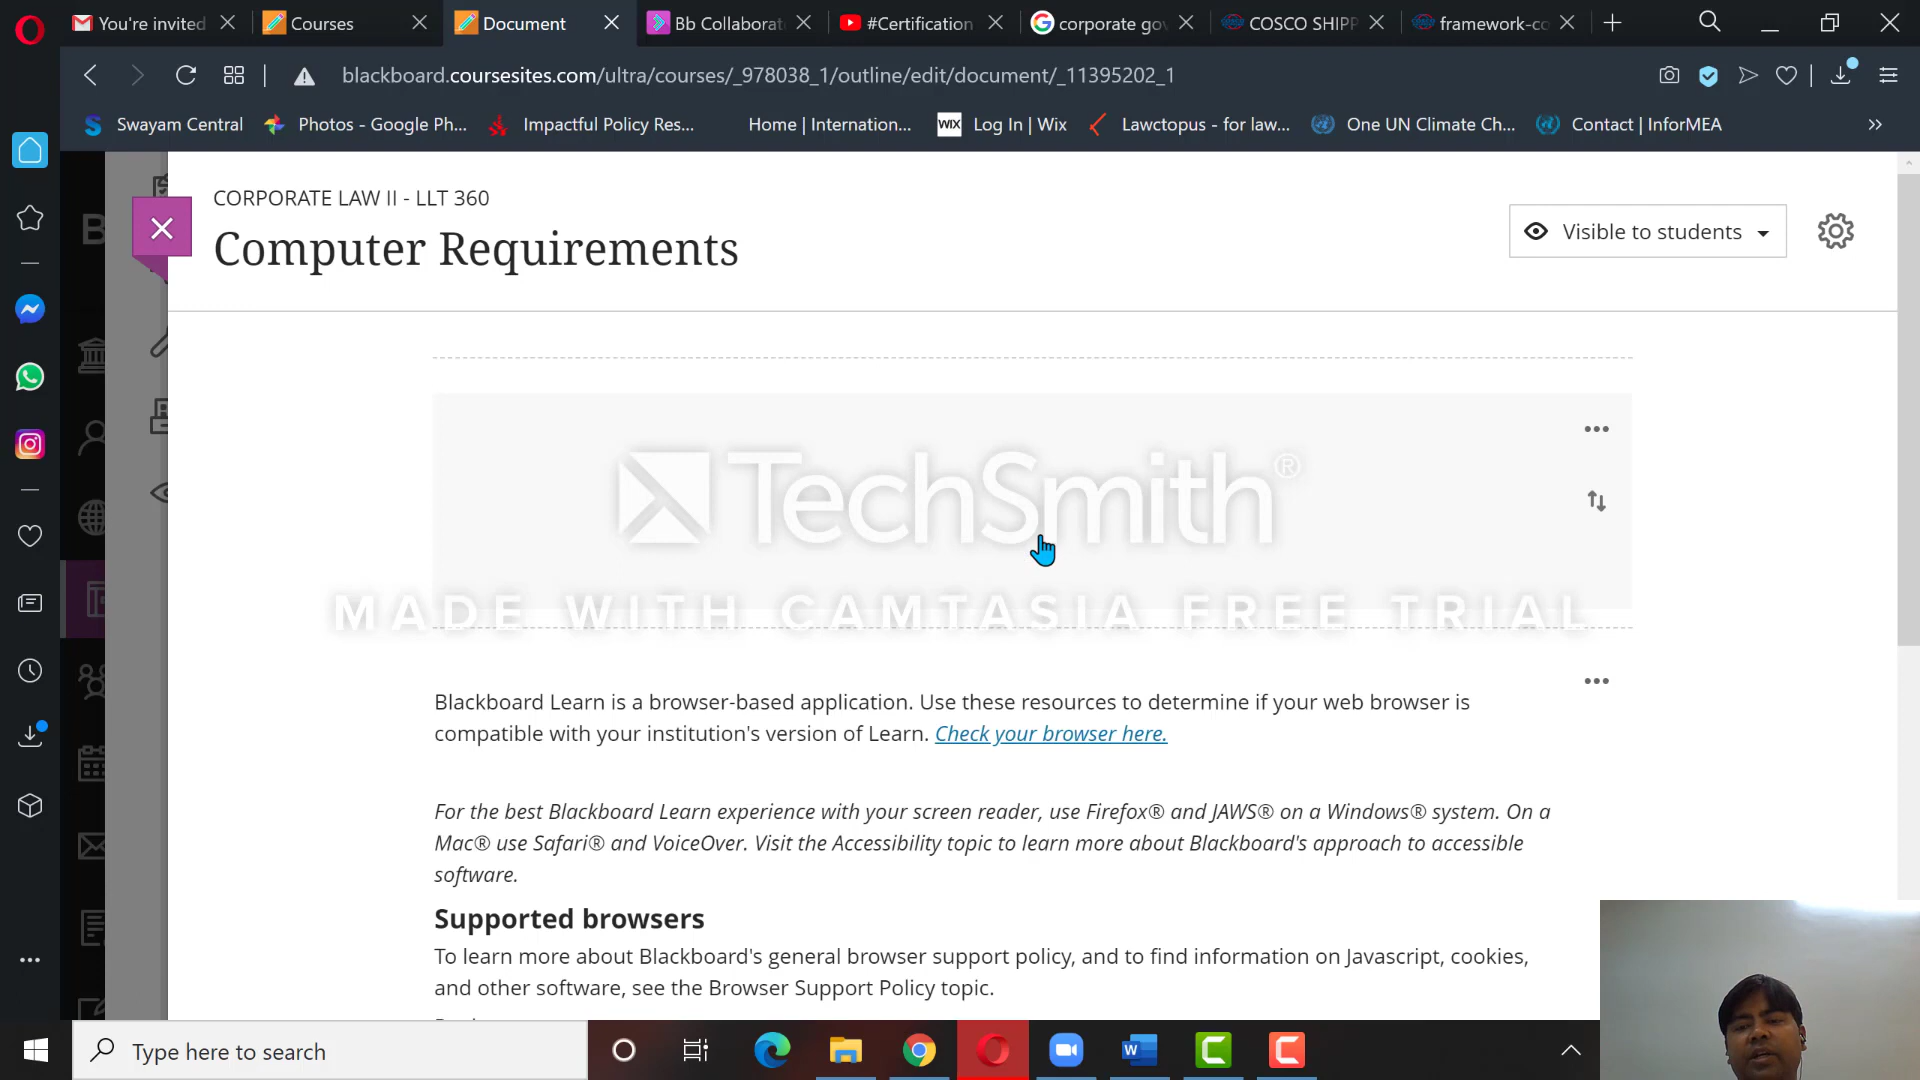 You're invited
Courses
Document
Bb Collaborat
#Certification
corporate gov
COSCO SHIPP
framework-co
blackboard.coursesites.com/ultra/courses/_978038_1/outline/edit/document/_11395202_1
Swayam Central
Photos - Google Ph...
Impactful Policy Res...
Home | Internation...
WIX
Log In | Wix
Lawctopus - for law...
One UN Climate Ch...
Contact | InforMEA
CORPORATE LAW II - LLT 360
Computer Requirements
Visible to students
TechSmith®
MADE WITH CAMTASIA FREE TRIAL
Blackboard Learn is a browser-based application. Use these resources to determine if your web browser is
compatible with your institution's version of Learn. Check your browser here.
For the best Blackboard Learn experience with your screen reader, use Firefox® and JAWS® on a Windows® system. On a
Mac® use Safari® and VoiceOver. Visit the Accessibility topic to learn more about Blackboard's approach to accessible
software.
Supported browsers
To learn more about Blackboard's general browser support policy, and to find information on Javascript, cookies,
and other software, see the Browser Support Policy topic.
Type here to search